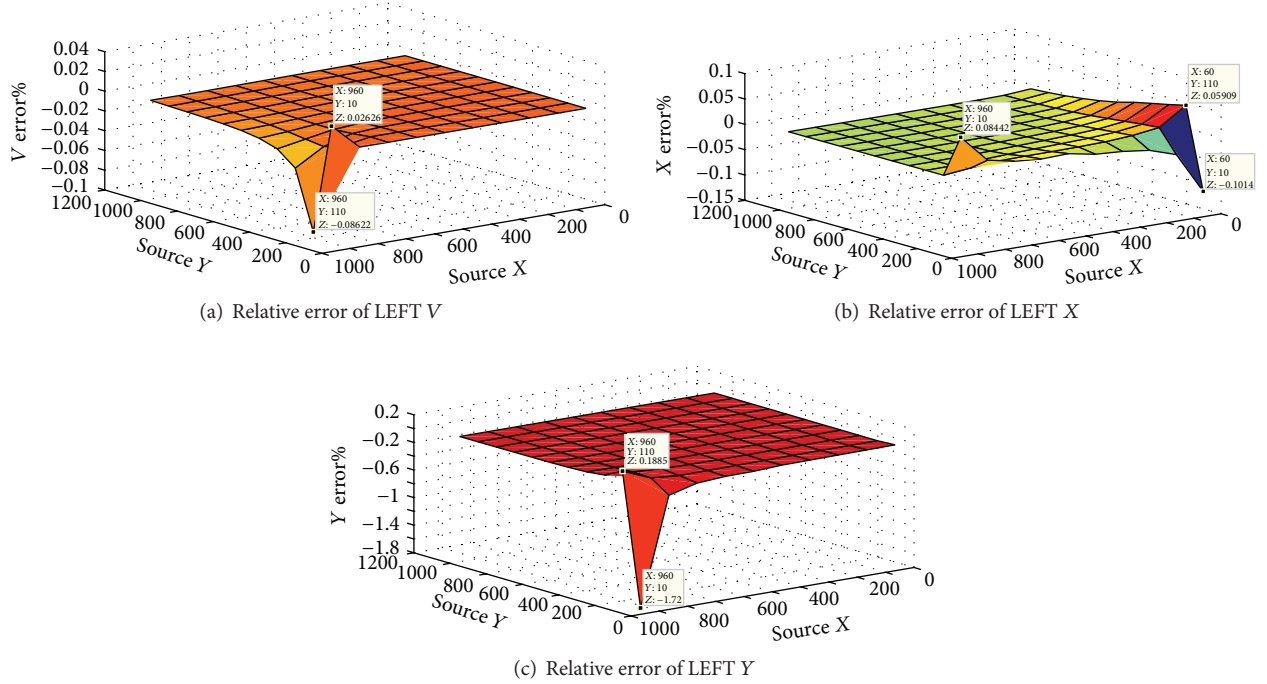 0.04
0.02
0
−0.02
−0.04
−0.06
−0.08
−0.1
V error%
1200
1000
800
600
400
200
0
Source Y
1000
800
600
400
200
0
Source X
X: 960
Y: 10
Z: 0.02626
X: 960
Y: 110
Z: −0.08622
(a) Relative error of LEFT V
0.1
0.05
0
−0.05
−0.1
−0.15
X error%
1200
1000
800
600
400
200
0
Source Y
1000
800
600
400
200
0
Source X
X: 960
Y: 10
Z: 0.08442
X: 60
Y: 110
Z: 0.05909
X: 60
Y: 10
Z: −0.1014
(b) Relative error of LEFT X
0.2
−0.2
−0.6
−1
−1.4
−1.8
Y error%
1200
1000
800
600
400
200
0
Source Y
1000
800
600
400
200
0
Source X
X: 960
Y: 110
Z: 0.1885
X: 960
Y: 10
Z: −1.72
(c) Relative error of LEFT Y